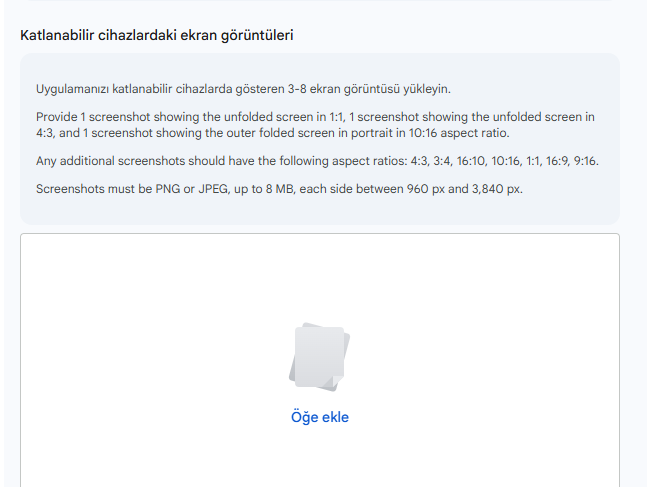 Katlanabilir cihazlardaki ekran görüntüleri
Uygulamanızı katlanabilir cihazlarda gösteren 3-8 ekran görüntüsü yükleyin.
Provide 1 screenshot showing the unfolded screen in 1:1, 1 screenshot showing the unfolded screen in
4:3, and 1 screenshot showing the outer folded screen in portrait in 10:16 aspect ratio.
Any additional screenshots should have the following aspect ratios: 4:3, 3:4, 16:10, 10:16, 1:1, 16:9, 9:16.
Screenshots must be PNG or JPEG, up to 8 MB, each side between 960 px and 3,840 px.
Öğe ekle